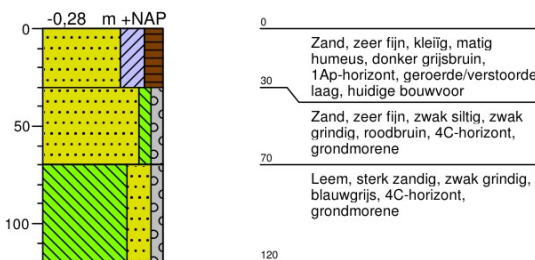 -0,28 m +NAP
0
50
100
0
Zand, zeer fijn, kleiïg, matig
humeus, donker grijsbruin,
1Ap-horizont, geroerde/verstoorde
laag, huidige bouwvoor
30
Zand, zeer fijn, zwak siltig, zwak
grindig, roodbruin, 4C-horizont,
grondmorene
70
Leem, sterk zandig, zwak grindig,
blauwgrijs, 4C-horizont,
grondmorene
120